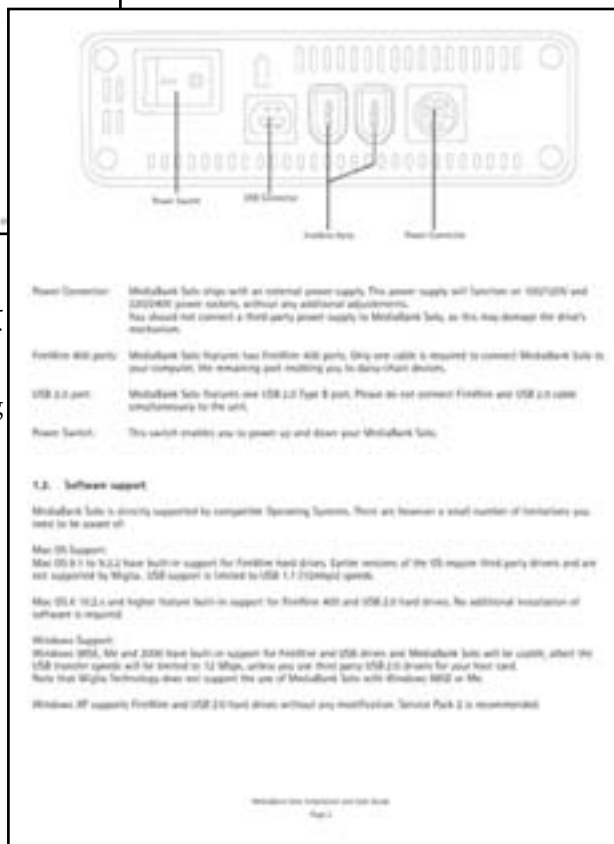 Power Switch
USB Connector
FireWire Ports
Power Connector
Power Connector: MediaBank Solo ships with an external power supply. This power supply will function on 100/120V and
220/240V power sockets, without any additional adjustements.
You should not connect a third-party power supply to MediaBank Solo, as this may damage the drive's
mechanism.
FireWire 400 ports: MediaBank Solo features two FireWire 400 ports. Only one cable is required to connect MediaBank Solo to
your computer, the remaining port enabling you to daisy-chain devices.
USB 2.0 port: MediaBank Solo features one USB 2.0 Type B port. Please do not connect FireWire and USB 2.0 cable
simultaneously to the unit.
Power Switch: This switch enables you to power up and down your MediaBank Solo.
1.2. Software support
MediaBank Solo is directly supported by compatible Operating Systems. There are however a small number of limitations you
need to be aware of:
Mac OS Support:
Mac OS 9.1 to 9.2.2 have built-in support for FireWire hard drives. Earlier versions of the OS require third party drivers and are
not supported by Miglia. USB support is limited to USB 1.1 (12Mbps) speeds.
Mac OS X 10.2.x and higher feature built-in support for FireWire 400 and USB 2.0 hard drives. No additional installation of
software is required.
Windows Support:
Windows 98SE, Me and 2000 have built-in support for FireWire and USB drives and MediaBank Solo will be usable, albeit the
USB transfer speeds will be limited to 12 Mbps, unless you use third party USB 2.0 drivers for your host card.
Note that Miglia Technology does not support the use of MediaBank Solo with Windows 98SE or Me.
Windows XP supports FireWire and USB 2.0 hard drives without any modification. Service Pack 2 is recommended.
MediaBank Solo Installation and User Guide
Page 2